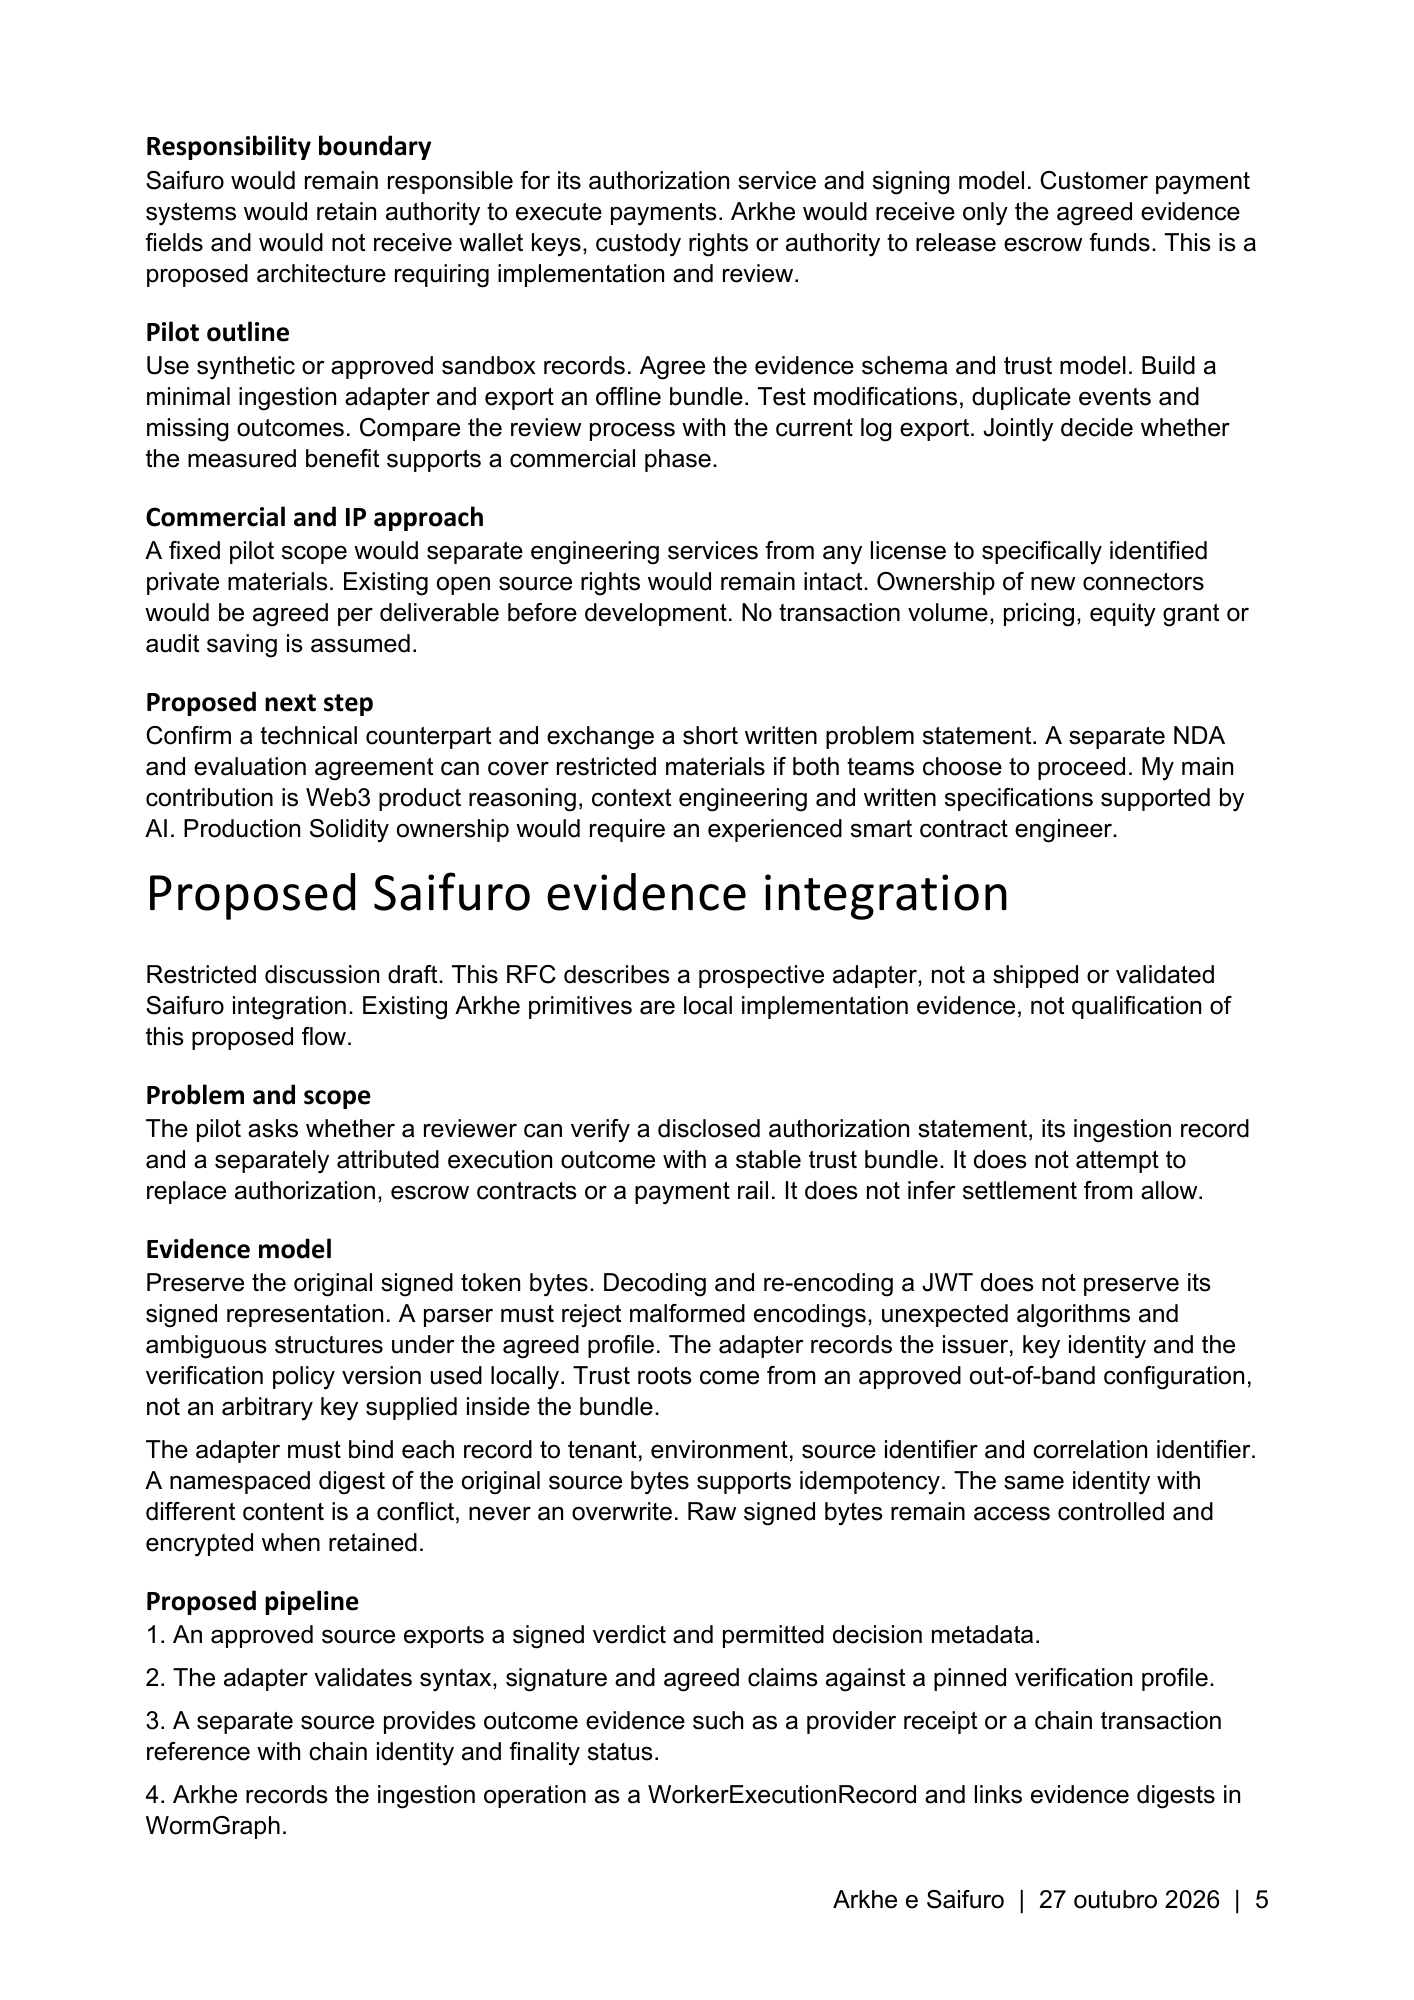 Responsibility boundary
Saifuro would remain responsible for its authorization service and signing model. Customer payment
systems would retain authority to execute payments. Arkhe would receive only the agreed evidence
fields and would not receive wallet keys, custody rights or authority to release escrow funds. This is a
proposed architecture requiring implementation and review.
Pilot outline
Use synthetic or approved sandbox records. Agree the evidence schema and trust model. Build a
minimal ingestion adapter and export an offline bundle. Test modifications, duplicate events and
missing outcomes. Compare the review process with the current log export. Jointly decide whether
the measured benefit supports a commercial phase.
Commercial and IP approach
A fixed pilot scope would separate engineering services from any license to specifically identified
private materials. Existing open source rights would remain intact. Ownership of new connectors
would be agreed per deliverable before development. No transaction volume, pricing, equity grant or
audit saving is assumed.
Proposed next step
Confirm a technical counterpart and exchange a short written problem statement. A separate NDA
and evaluation agreement can cover restricted materials if both teams choose to proceed. My main
contribution is Web3 product reasoning, context engineering and written specifications supported by
AI. Production Solidity ownership would require an experienced smart contract engineer.
Proposed Saifuro evidence integration
Restricted discussion draft. This RFC describes a prospective adapter, not a shipped or validated
Saifuro integration. Existing Arkhe primitives are local implementation evidence, not qualification of
this proposed flow.
Problem and scope
The pilot asks whether a reviewer can verify a disclosed authorization statement, its ingestion record
and a separately attributed execution outcome with a stable trust bundle. It does not attempt to
replace authorization, escrow contracts or a payment rail. It does not infer settlement from allow.
Evidence model
Preserve the original signed token bytes. Decoding and re-encoding a JWT does not preserve its
signed representation. A parser must reject malformed encodings, unexpected algorithms and
ambiguous structures under the agreed profile. The adapter records the issuer, key identity and the
verification policy version used locally. Trust roots come from an approved out-of-band configuration,
not an arbitrary key supplied inside the bundle.
The adapter must bind each record to tenant, environment, source identifier and correlation identifier.
A namespaced digest of the original source bytes supports idempotency. The same identity with
different content is a conflict, never an overwrite. Raw signed bytes remain access controlled and
encrypted when retained.
Proposed pipeline
1. An approved source exports a signed verdict and permitted decision metadata.
2. The adapter validates syntax, signature and agreed claims against a pinned verification profile.
3. A separate source provides outcome evidence such as a provider receipt or a chain transaction
reference with chain identity and finality status.
4. Arkhe records the ingestion operation as a WorkerExecutionRecord and links evidence digests in
WormGraph.
Arkhe e Saifuro | 27 outubro 2026 | 5